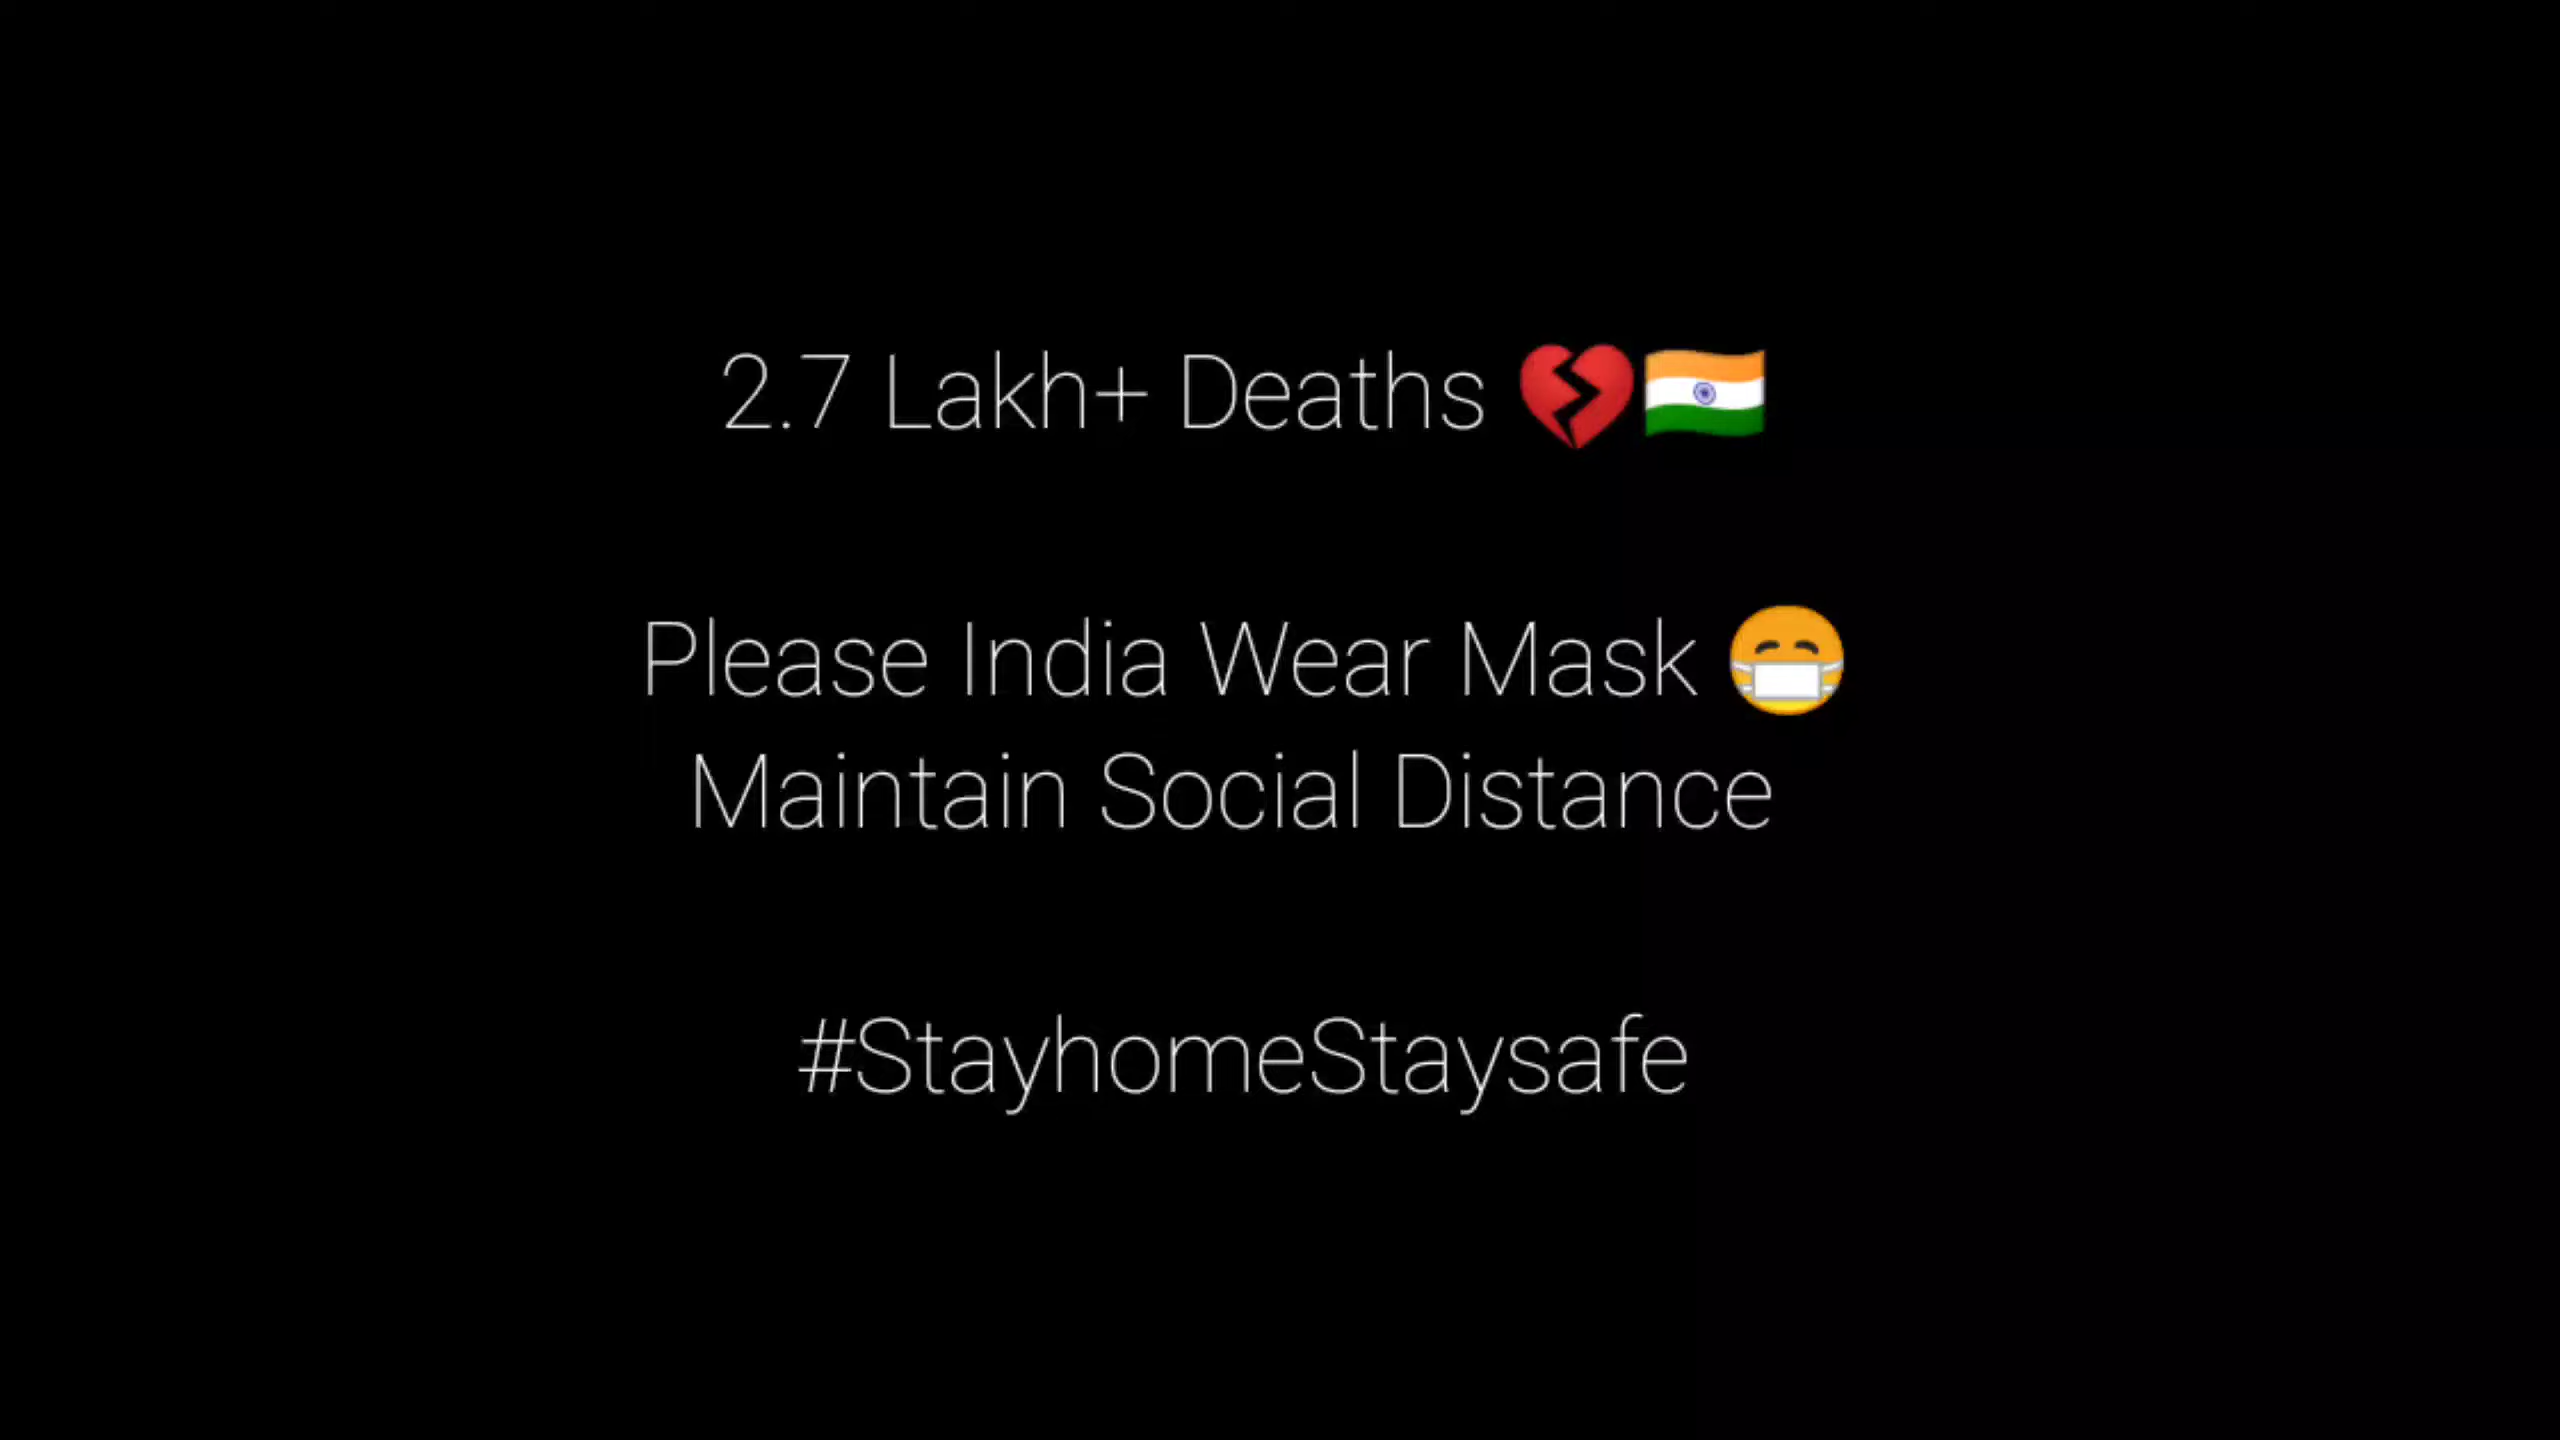 2.7 Lakh+ Deaths 💔🇮🇳
Please India Wear Mask 😷
Maintain Social Distance
#StayhomeStaysafe